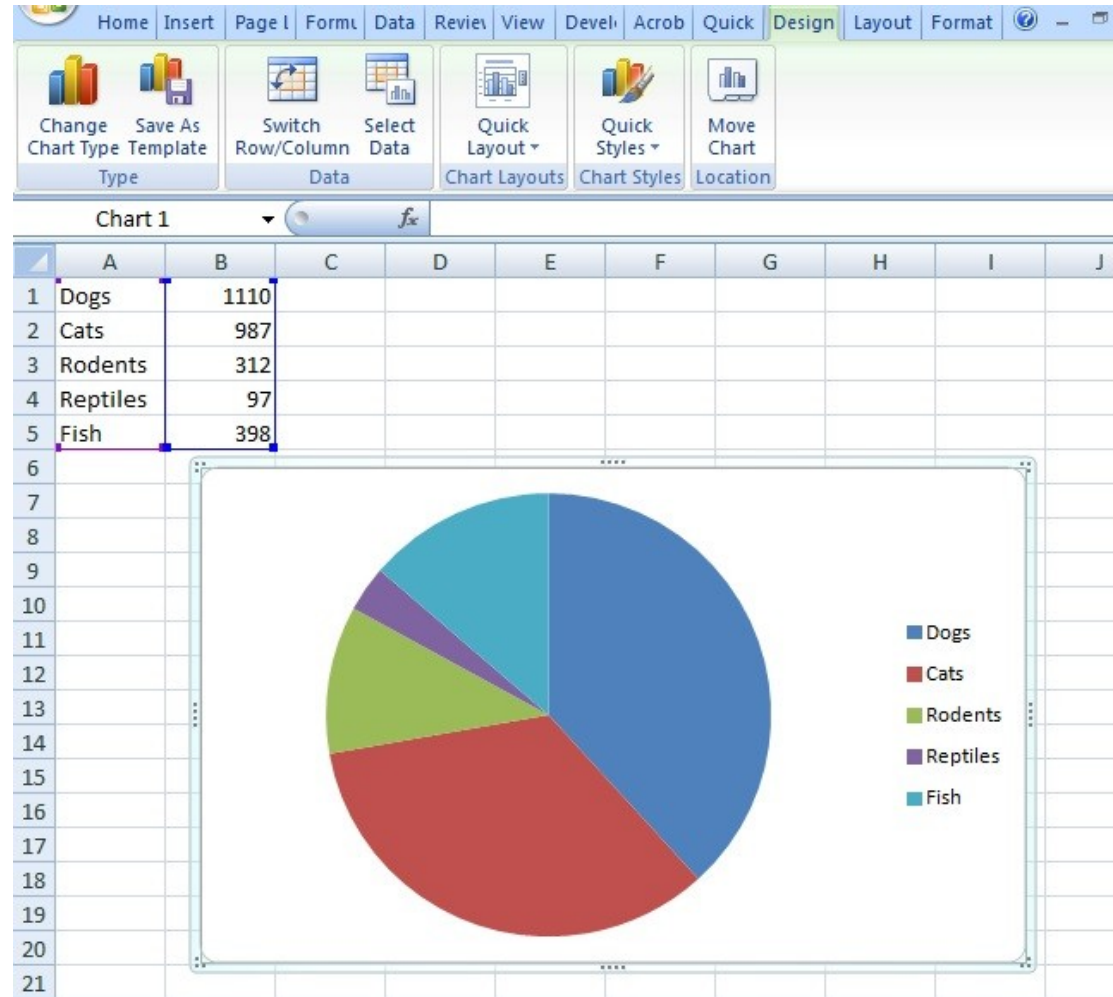 Home Insert Page L Formu Data Review View Devel Acrob Quick Design Layout Format
Change Chart Type
Save As Template
Switch Row/Column
Select Data
Quick Layout
Quick Styles
Move Chart
Type Data Chart Layouts Chart Styles Location
Chart 1 fx
A B C D E F G H I J
1 Dogs 1110
2 Cats 987
3 Rodents 312
4 Reptiles 97
5 Fish 398
6
7
8
9
10
11
12
13
14
15
16
17
18
19
20
21
Dogs
Cats
Rodents
Reptiles
Fish